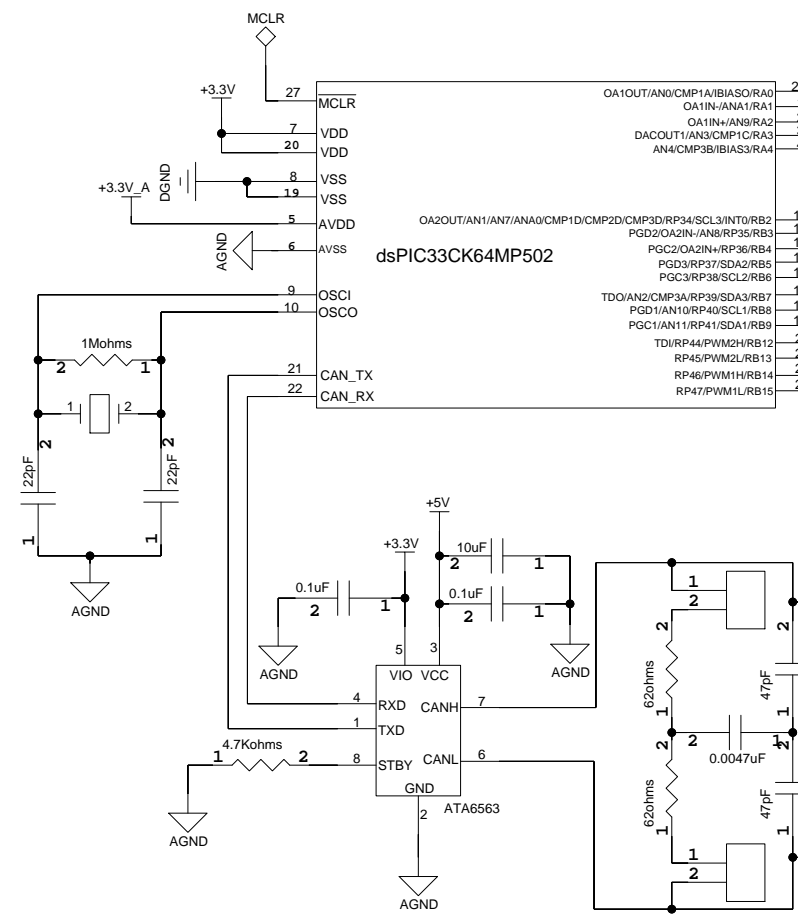 MCLR
+3.3V
27
MCLR
7
VDD
20
VDD
8
VSS
19
VSS
DGND
+3.3V_A
5
AVDD
6
AVSS
AGND
dsPIC33CK64MP502
9
OSCI
10
OSCO
21
CAN_TX
22
CAN_RX
OA1OUT/AN0/CMP1A/IBIASO/RA0
OA1IN-/ANA1/RA1
OA1IN+/AN9/RA2
DACOUT1/AN3/CMP1C/RA3
AN4/CMP3B/IBIAS3/RA4
OA2OUT/AN1/AN7/ANA0/CMP1D/CMP2D/CMP3D/RP34/SCL3/INT0/RB2
PGD2/OA2IN-/AN8/RP35/RB3
PGC2/OA2IN+/RP36/RB4
PGD3/RP37/SDA2/RB5
PGC3/RP38/SCL2/RB6
TDO/AN2/CMP3A/RP39/SDA3/RB7
PGD1/AN10/RP40/SCL1/RB8
PGC1/AN11/RP41/SDA1/RB9
TDI/RP44/PWM2H/RB12
RP45/PWM2L/RB13
RP46/PWM1H/RB14
RP47/PWM1L/RB15
1Mohms
2 1
1 2
2 2
22pF 22pF
1 1
AGND
+5V
+3.3V
10uF
2 1
0.1uF
2 1
0.1uF
2 1
AGND
AGND
5 3
VIO VCC
4
RXD
1
TXD
8
STBY
CANH
7
CANL
6
GND
2
ATA6563
AGND
4.7Kohms
1 2
AGND
1
2
2
62ohms
1
2
47pF
1
2 1
0.0047uF
2
62ohms
1
2
47pF
1
1
2